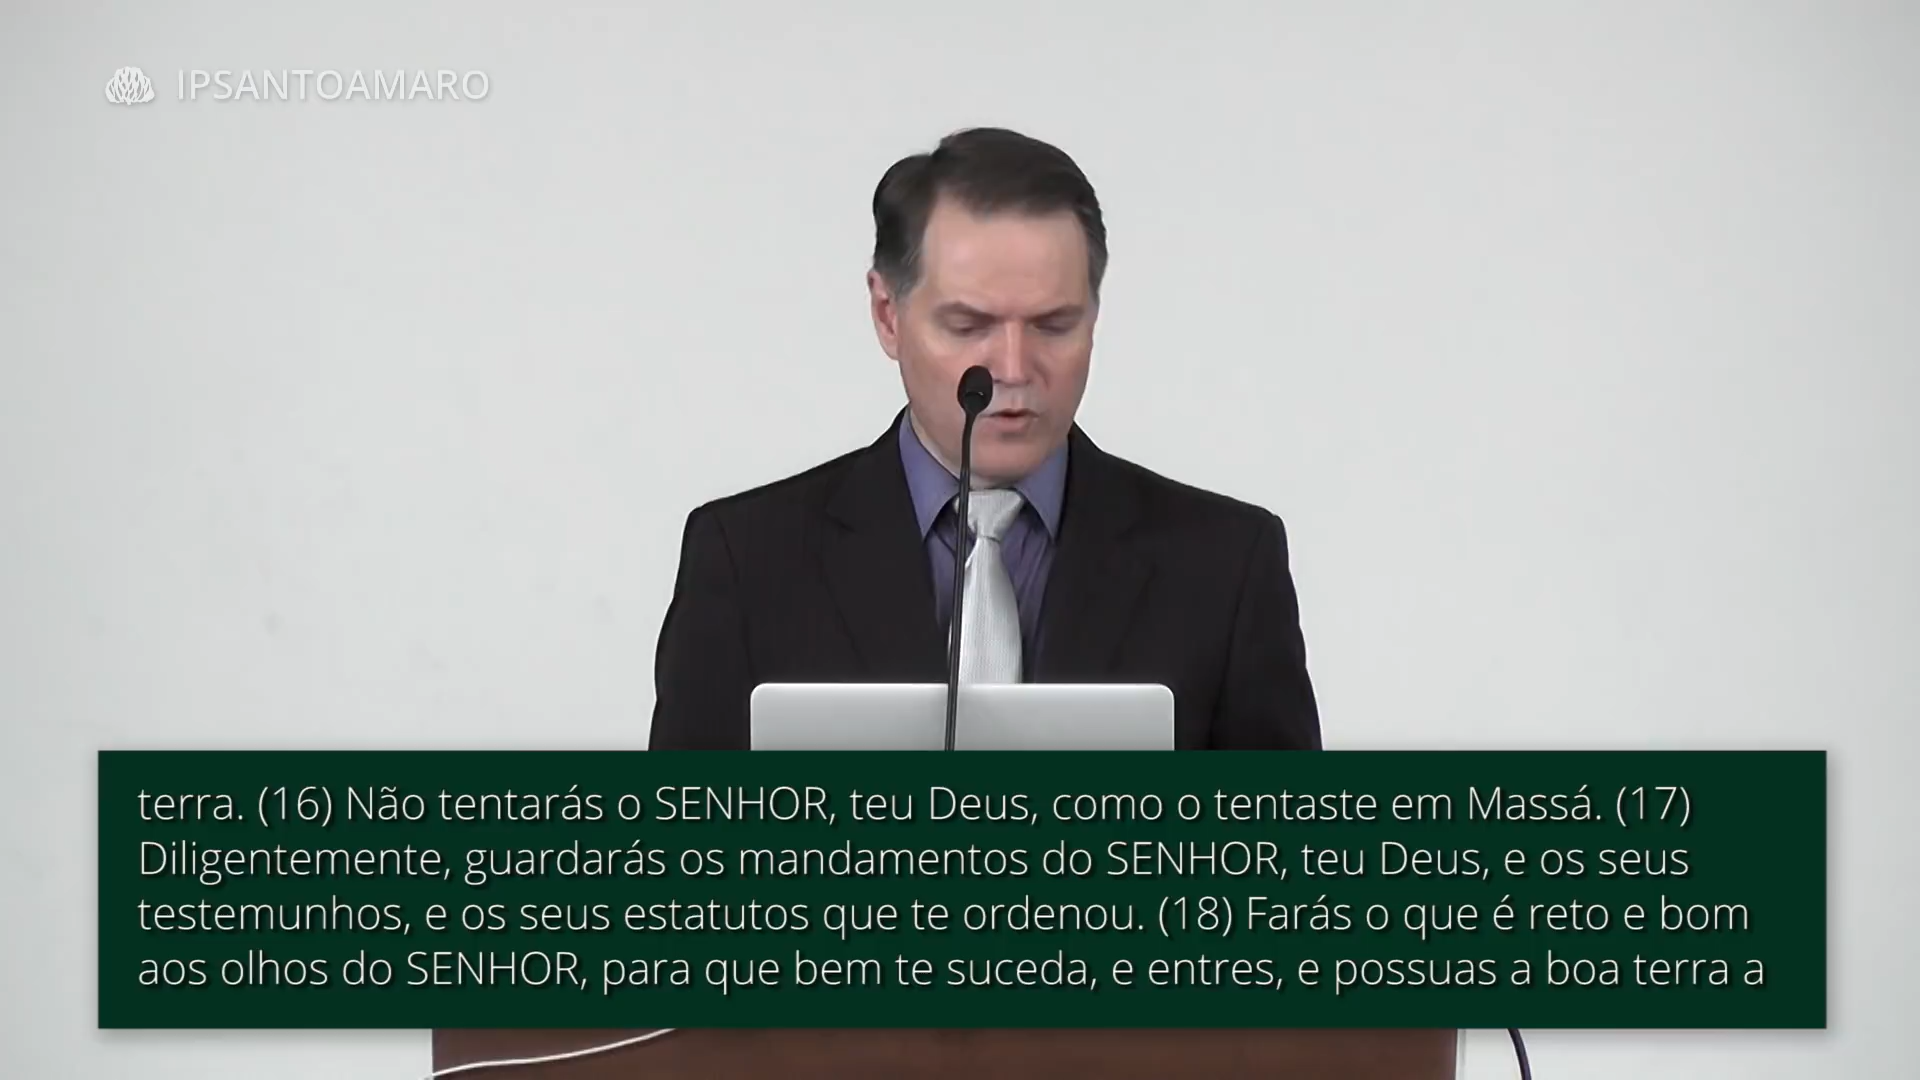 IPSANTOAMARO
terra. (16) Não tentarás o SENHOR, teu Deus, como o tentaste em Massá. (17)
Diligentemente, guardarás os mandamentos do SENHOR, teu Deus, e os seus
testemunhos, e os seus estatutos que te ordenou. (18) Farás o que é reto e bom
aos olhos do SENHOR, para que bem te suceda, e entres, e possuas a boa terra a